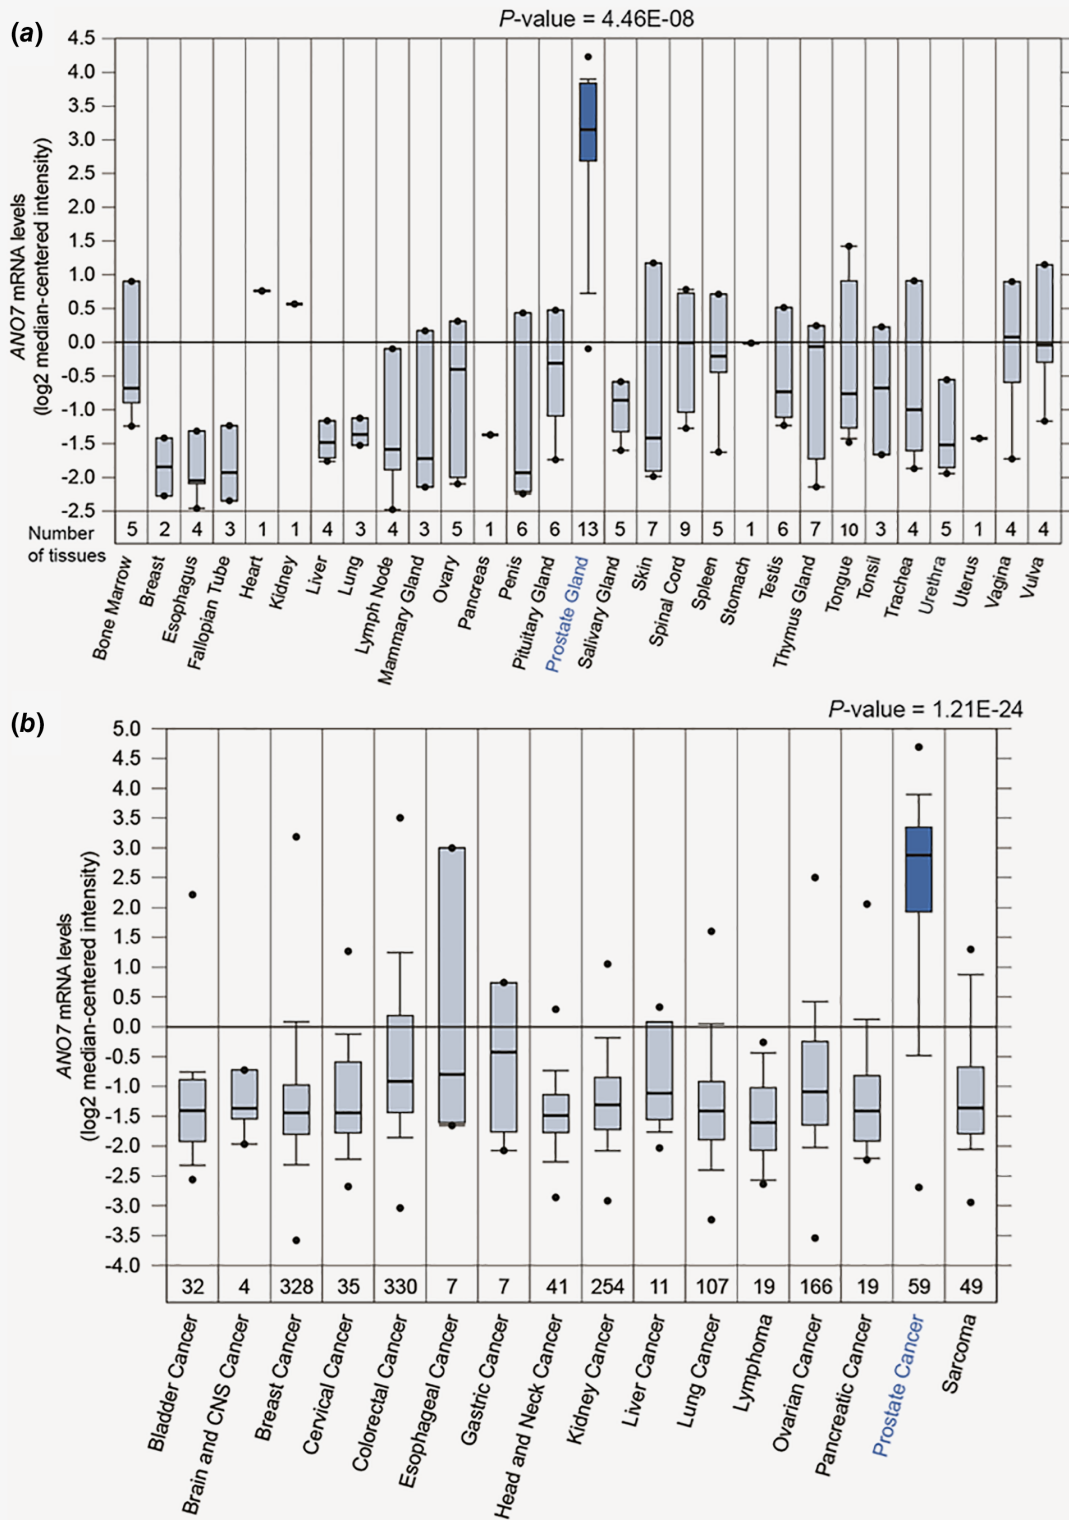 (a)
P-value = 4.46E-08
ANO7 mRNA levels
(log2 median-centered intensity)
4.5
4.0
3.5
3.0
2.5
2.0
1.5
1.0
0.5
0.0
-0.5
-1.0
-1.5
-2.0
-2.5
Number
of tissues
5 2 4 3 1 1 4 3 4 3 5 1 6 6 13 5 7 9 5 1 6 7 10 3 4 5 1 4 4
Bone Marrow
Breast
Esophagus
Fallopian Tube
Heart
Kidney
Liver
Lung
Lymph Node
Mammary Gland
Ovary
Pancreas
Penis
Pituitary Gland
Prostate Gland
Salivary Gland
Skin
Spinal Cord
Spleen
Stomach
Testis
Thymus Gland
Tongue
Tonsil
Trachea
Urethra
Uterus
Vagina
Vulva
(b)
P-value = 1.21E-24
ANO7 mRNA levels
(log2 median-centered intensity)
5.0
4.5
4.0
3.5
3.0
2.5
2.0
1.5
1.0
0.5
0.0
-0.5
-1.0
-1.5
-2.0
-2.5
-3.0
-3.5
-4.0
32 4 328 35 330 7 7 41 254 11 107 19 166 19 59 49
Bladder Cancer
Brain and CNS Cancer
Breast Cancer
Cervical Cancer
Colorectal Cancer
Esophageal Cancer
Gastric Cancer
Head and Neck Cancer
Kidney Cancer
Liver Cancer
Lung Cancer
Lymphoma
Ovarian Cancer
Pancreatic Cancer
Prostate Cancer
Sarcoma